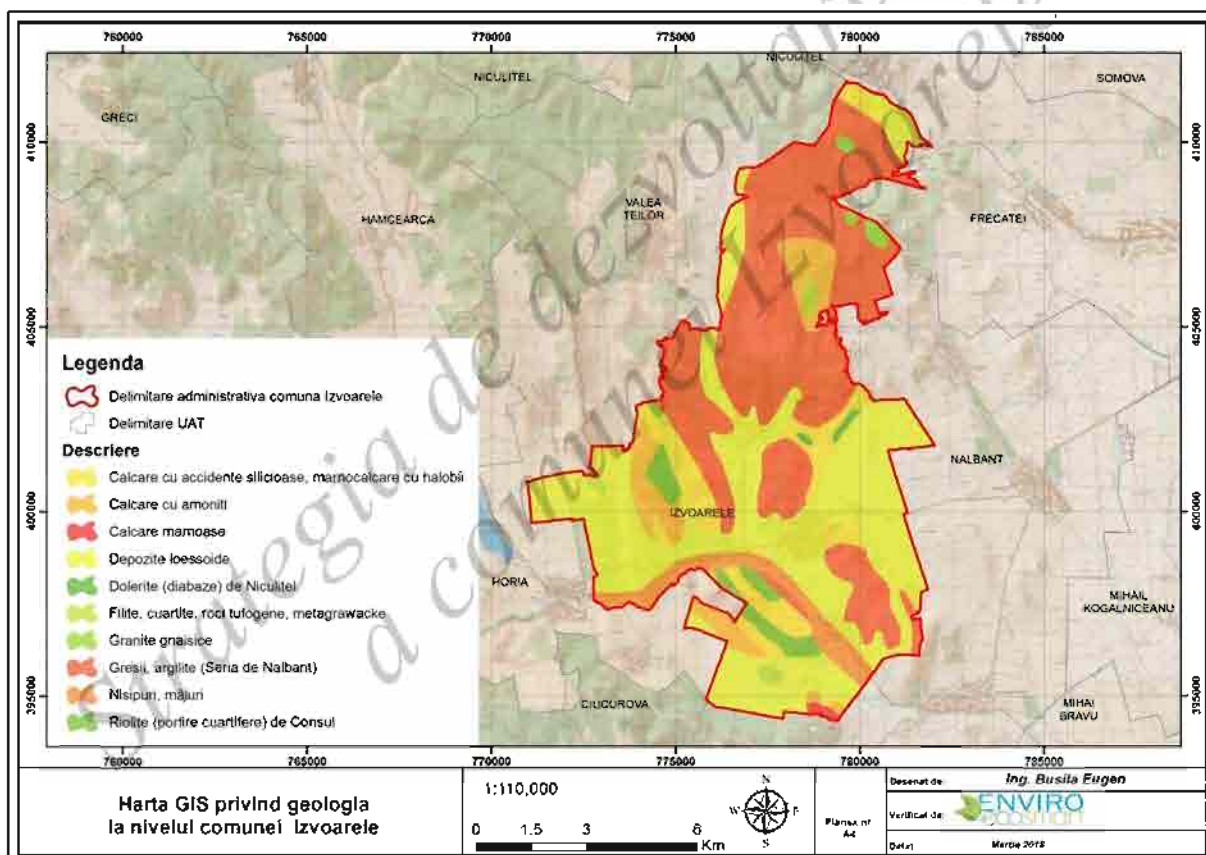 760000 765000 770000 775000 780000 785000
NICULITEL
NICULITEL
SOMOVA
GRECI
410000
410000
HAMCEARCA
VALEA
TEILOR
FRECATEI
405000
405000
Legenda
Delimitare administrativa comuna Izvoarele
Delimitare UAT
Descriere
Calcare cu accidente silicioase, marnocalcare cu halobii
Calcare cu amoniti
Calcare marnoase
Depozite loessoide
Dolerite (diabaze) de Niculitel
Filite, cuartite, roci tufogene, metagrawacke
Granite gnaisice
Gresii, argilite (Seria de Nalbant)
Nisipuri, mâluri
Riolite (porfire cuartifere) de Consul
NALBANT
400000
IZVOARELE
400000
HORIA
MIHAIL
KOGALNICEANU
395000
CIUCUROVA
MIHAI
BRAVU
395000
760000 765000 770000 775000 780000 785000
Strategia de dezvoltare
a comunei Izvoarele
Harta GIS privind geologia
la nivelul comunei Izvoarele
1:110,000
0 1.5 3 6
Km
N
W E
S
Plansa nr
A4
Desenat de: Ing. Busila Eugen
Verificat de: ENVIRO
ecosmart
Data: Martie 2018